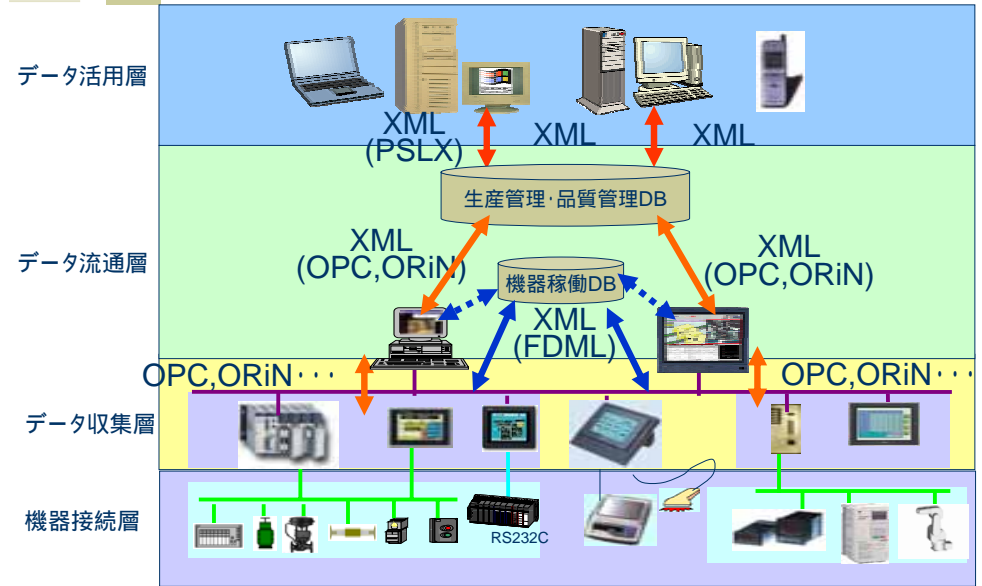 データ活用層
XML
(PSLX)
XML
XML
生産管理・品質管理DB
データ流通層
XML
(OPC,ORiN)
XML
(OPC,ORiN)
機器稼働DB
XML
(FDML)
OPC,ORiN・・・
OPC,ORiN・・・
データ収集層
機器接続層
RS232C